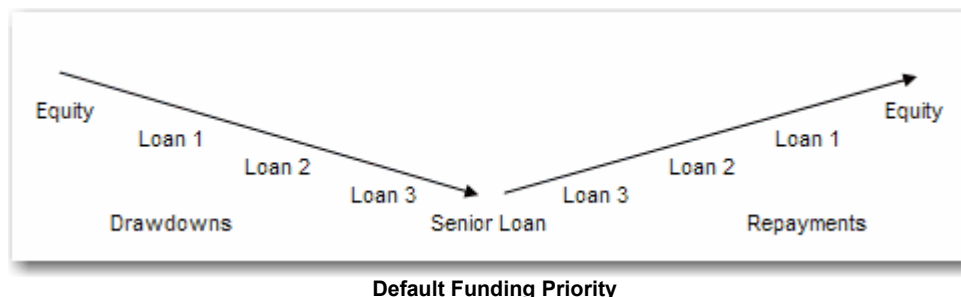 Equity
Equity
Loan 1
Loan 1
Loan 2
Loan 2
Loan 3
Loan 3
Drawdowns
Senior Loan
Repayments
Default Funding Priority